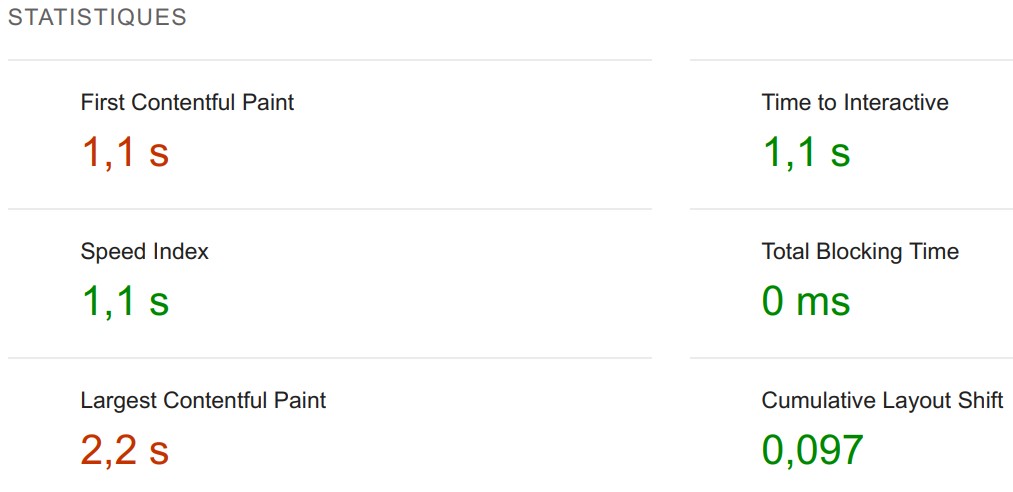 STATISTIQUES
First Contentful Paint
1,1 s
Time to Interactive
1,1 s
Speed Index
1,1 s
Total Blocking Time
0 ms
Largest Contentful Paint
2,2 s
Cumulative Layout Shift
0,097